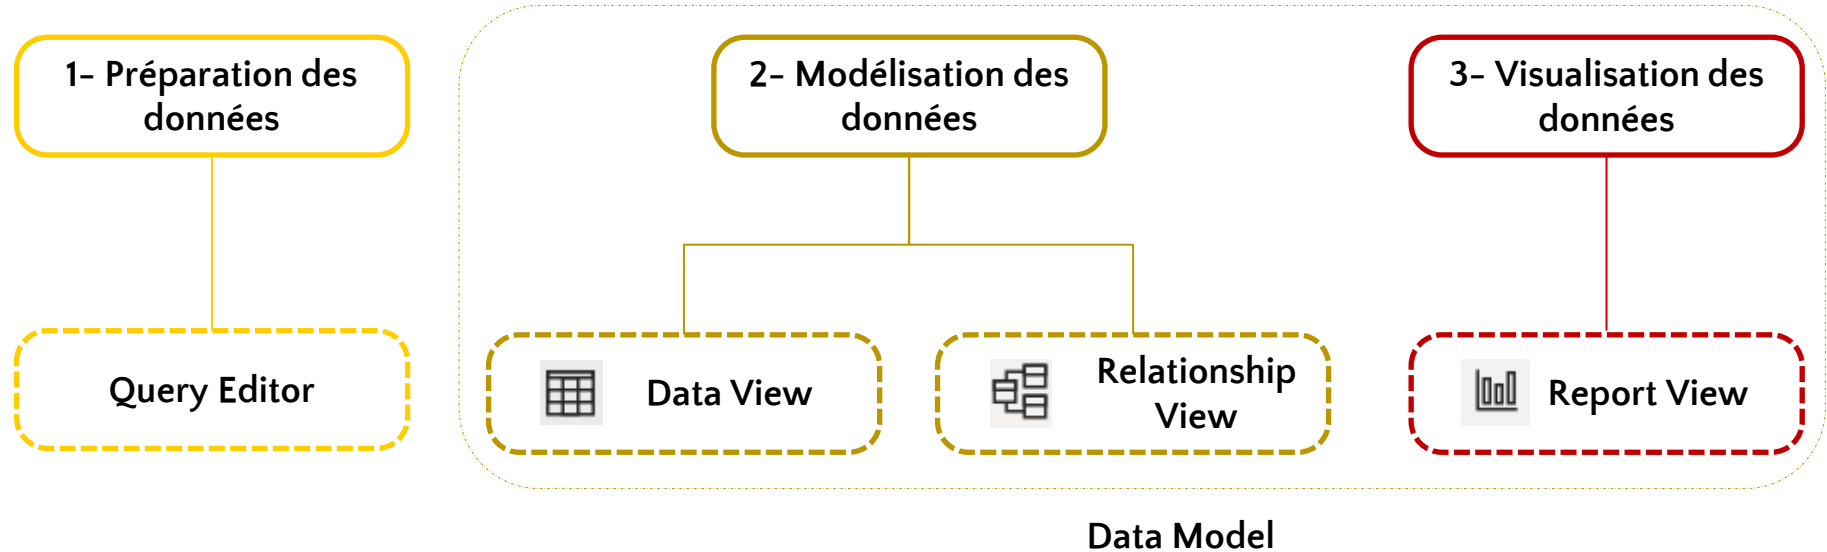 1- Préparation des
données
2- Modélisation des
données
3- Visualisation des
données
Query Editor
Data View
Relationship
View
Report View
Data Model